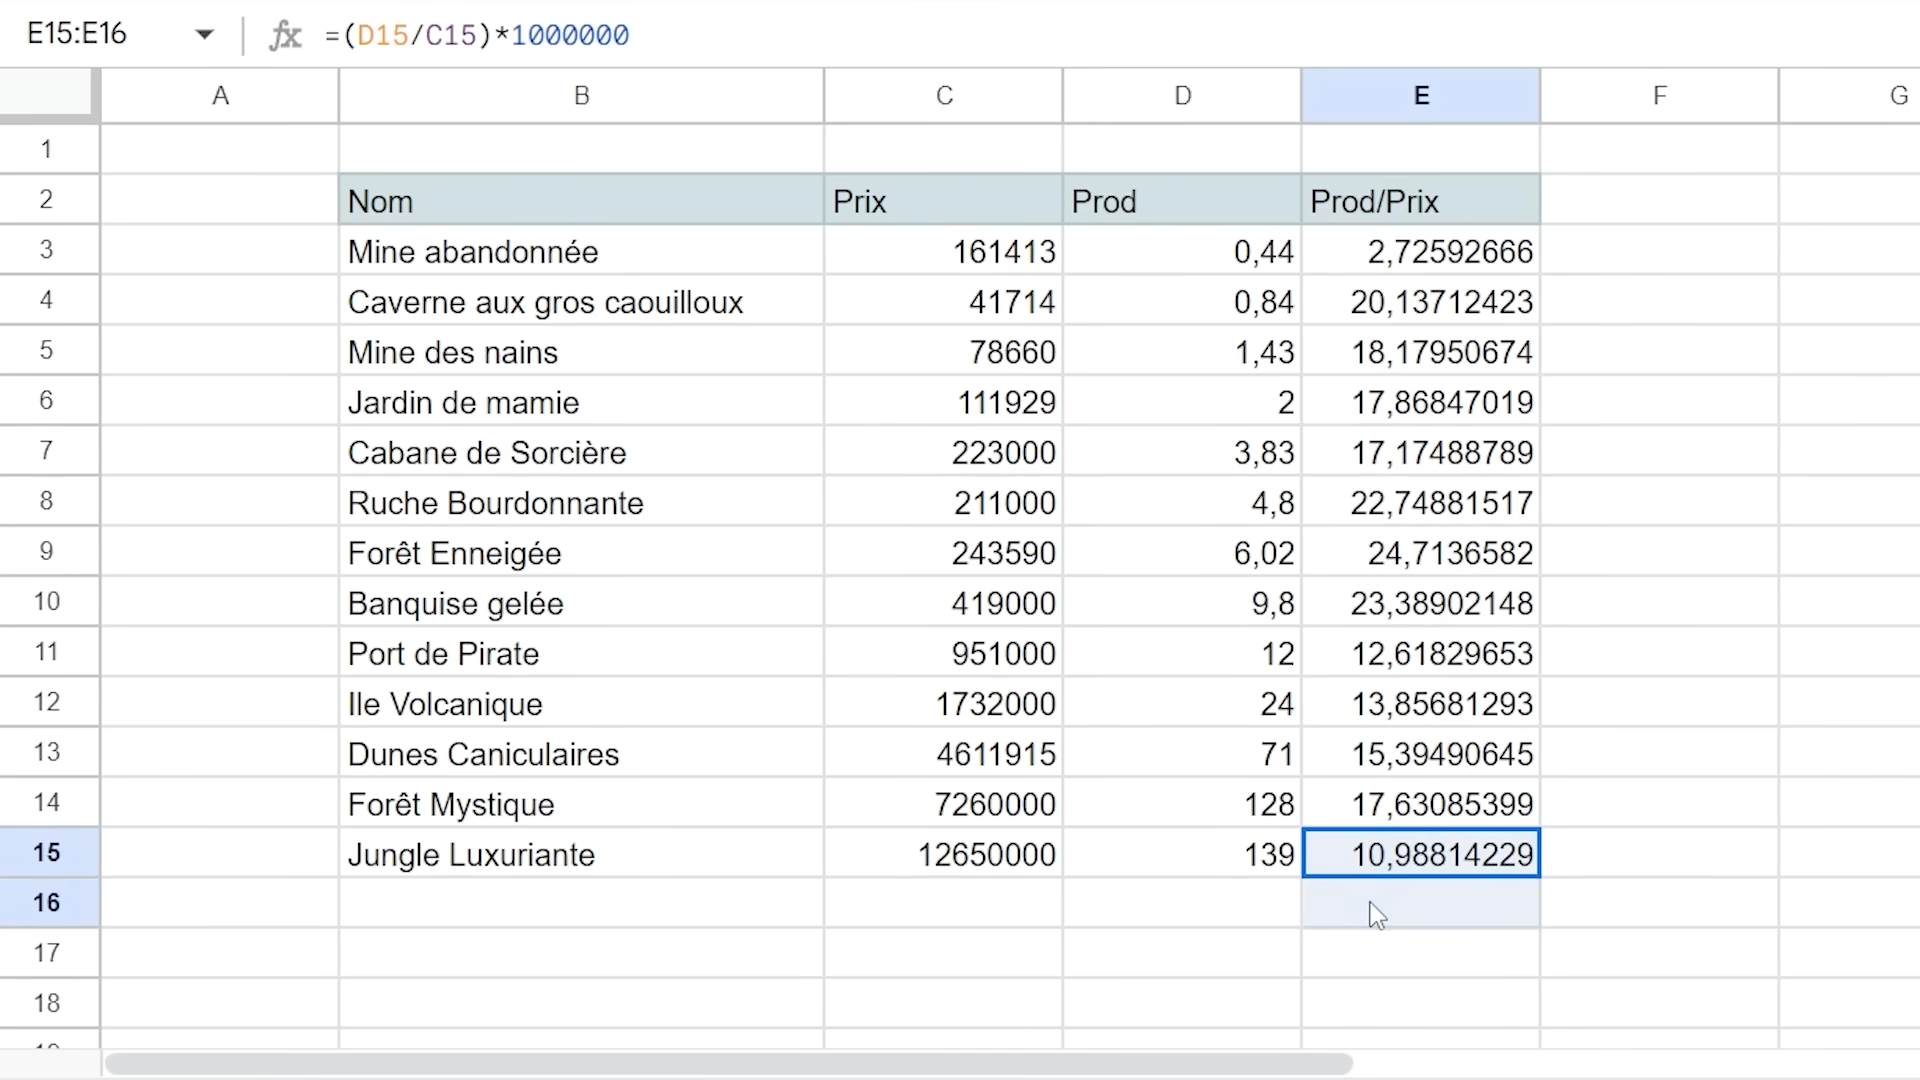 E15:E16 fx =(D15/C15)*1000000
A B C D E F G
1
2 Nom Prix Prod Prod/Prix
3 Mine abandonnée 161413 0,44 2,72592666
4 Caverne aux gros caouilloux 41714 0,84 20,13712423
5 Mine des nains 78660 1,43 18,17950674
6 Jardin de mamie 111929 2 17,86847019
7 Cabane de Sorcière 223000 3,83 17,17488789
8 Ruche Bourdonnante 211000 4,8 22,74881517
9 Forêt Enneigée 243590 6,02 24,7136582
10 Banquise gelée 419000 9,8 23,38902148
11 Port de Pirate 951000 12 12,61829653
12 Ile Volcanique 1732000 24 13,85681293
13 Dunes Caniculaires 4611915 71 15,39490645
14 Forêt Mystique 7260000 128 17,63085399
15 Jungle Luxuriante 12650000 139 10,98814229
16
17
18